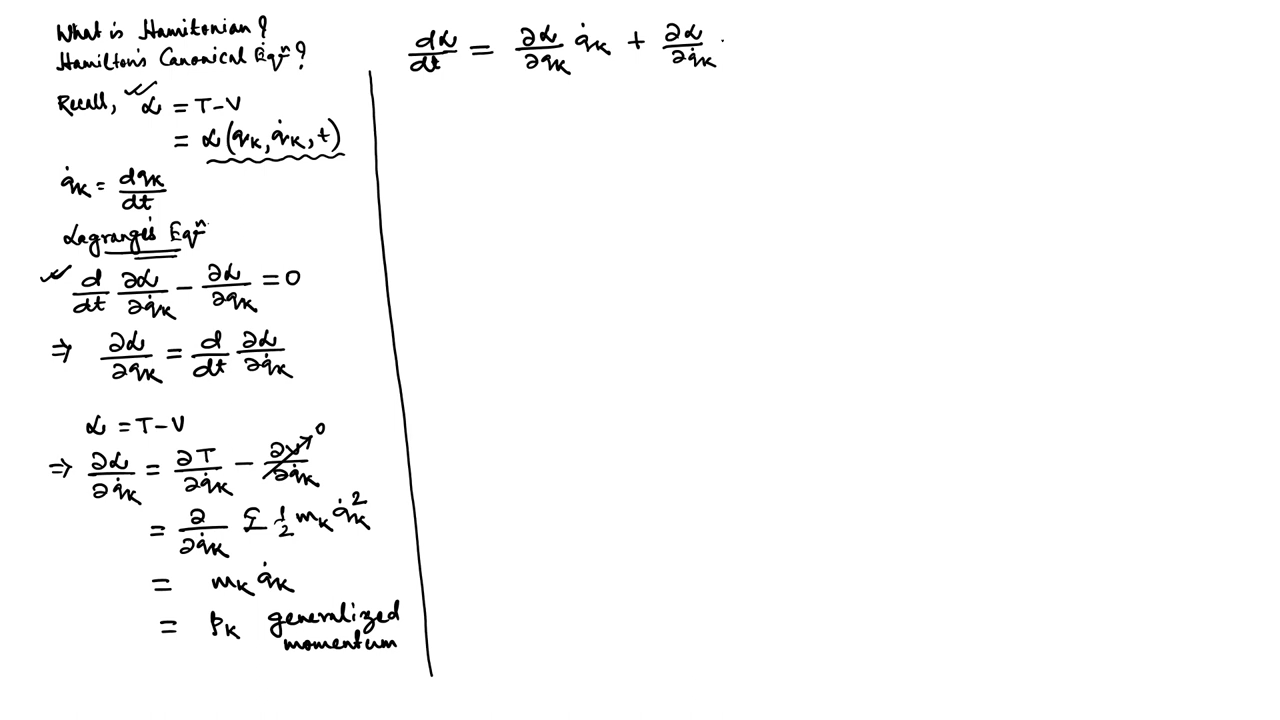 What is Hamitonian?
Hamilton's Canonical Eqⁿ?
Recall, ✓ L = T-V
= L(qₖ, q̇ₖ, t)
q̇ₖ = dqₖ/dt
Lagrange's Eqⁿ
✓ d/dt ∂L/∂q̇ₖ - ∂L/∂qₖ = 0
⇒ ∂L/∂qₖ = d/dt ∂L/∂q̇ₖ
L = T-V
⇒ ∂L/∂q̇ₖ = ∂T/∂q̇ₖ - ∂V/∂q̇ₖ → 0
= ∂/∂q̇ₖ Σ 1/2 mₖ q̇ₖ²
= mₖ q̇ₖ
= pₖ generalized
momentum
dL/dt = ∂L/∂qₖ q̇ₖ + ∂L/∂q̇ₖ